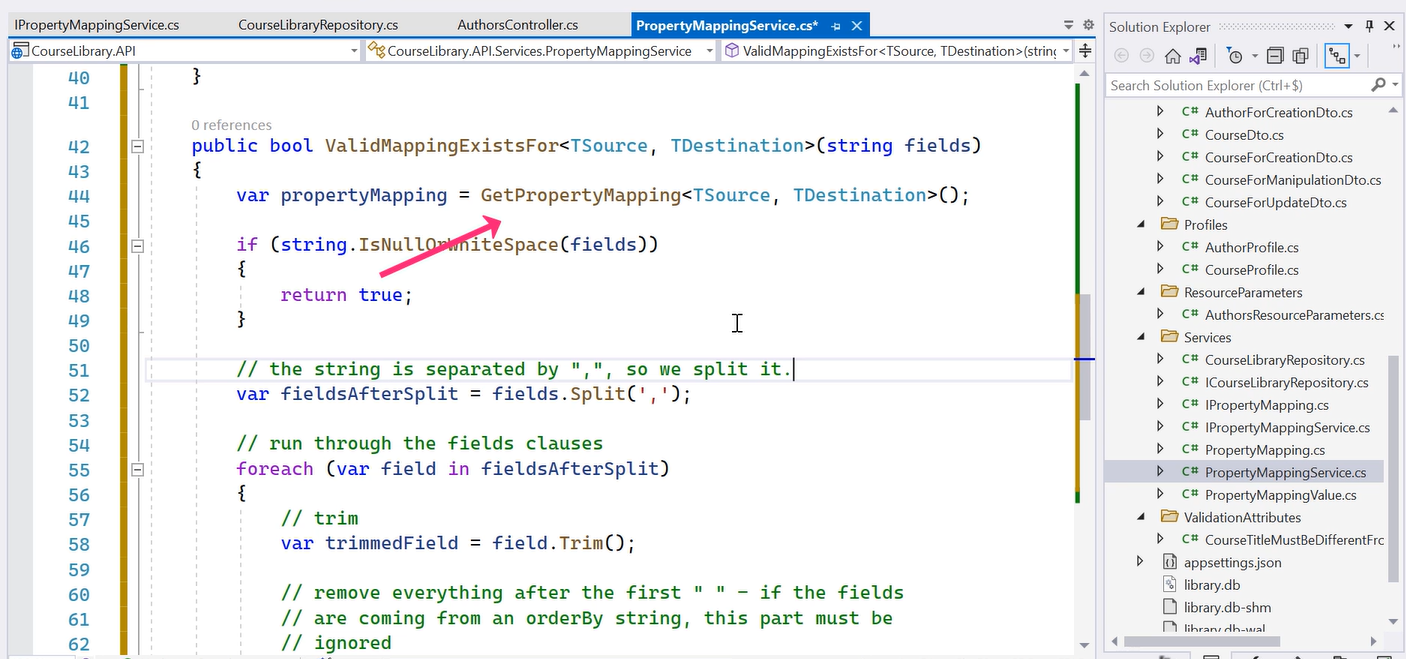 IPropertyMappingService.cs CourseLibraryRepository.cs AuthorsController.cs PropertyMappingService.cs*
CourseLibrary.API CourseLibrary.API.Services.PropertyMappingService ValidMappingExistsFor<TSource, TDestination>(string
40 }
41
0 references
42 public bool ValidMappingExistsFor<TSource, TDestination>(string fields)
43 {
44 var propertyMapping = GetPropertyMapping<TSource, TDestination>();
45
46 if (string.IsNullOrWhiteSpace(fields))
47 {
48 return true;
49 }
50
51 // the string is separated by ",", so we split it.
52 var fieldsAfterSplit = fields.Split(',');
53
54 // run through the fields clauses
55 foreach (var field in fieldsAfterSplit)
56 {
57 // trim
58 var trimmedField = field.Trim();
59
60 // remove everything after the first " " - if the fields
61 // are coming from an orderBy string, this part must be
62 // ignored
Solution Explorer
Search Solution Explorer (Ctrl+$)
C# AuthorForCreationDto.cs
C# CourseDto.cs
C# CourseForCreationDto.cs
C# CourseForManipulationDto.cs
C# CourseForUpdateDto.cs
Profiles
C# AuthorProfile.cs
C# CourseProfile.cs
ResourceParameters
C# AuthorsResourceParameters.cs
Services
C# CourseLibraryRepository.cs
C# ICourseLibraryRepository.cs
C# IPropertyMapping.cs
C# IPropertyMappingService.cs
C# PropertyMapping.cs
C# PropertyMappingService.cs
C# PropertyMappingValue.cs
ValidationAttributes
C# CourseTitleMustBeDifferentFrc
appsettings.json
library.db
library.db-shm
library.db-wal